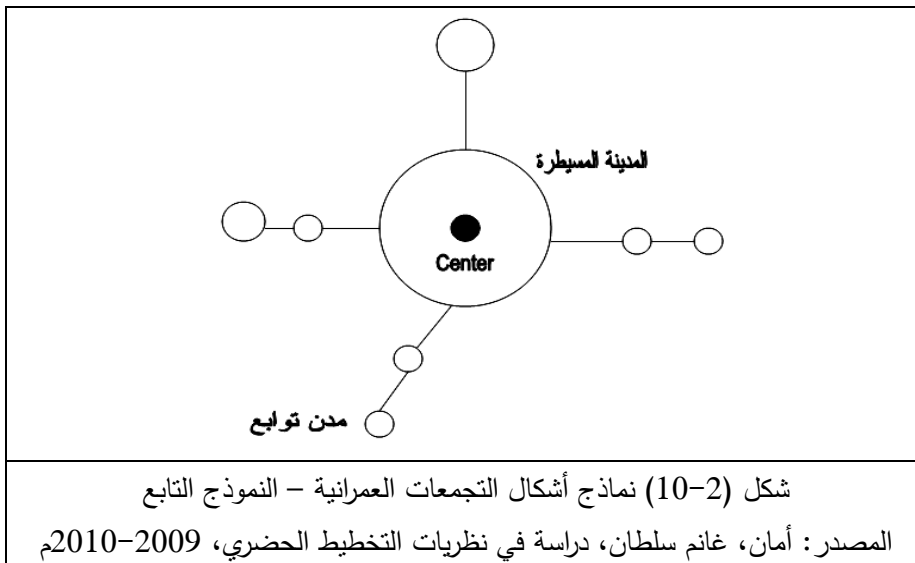 المدينة المسيطرة
Center
مدن توابع
شكل (2-10) نماذج أشكال التجمعات العمرانية – النموذج التابع
المصدر: أمان، غانم سلطان، دراسة في نظريات التخطيط الحضري، 2009-2010م